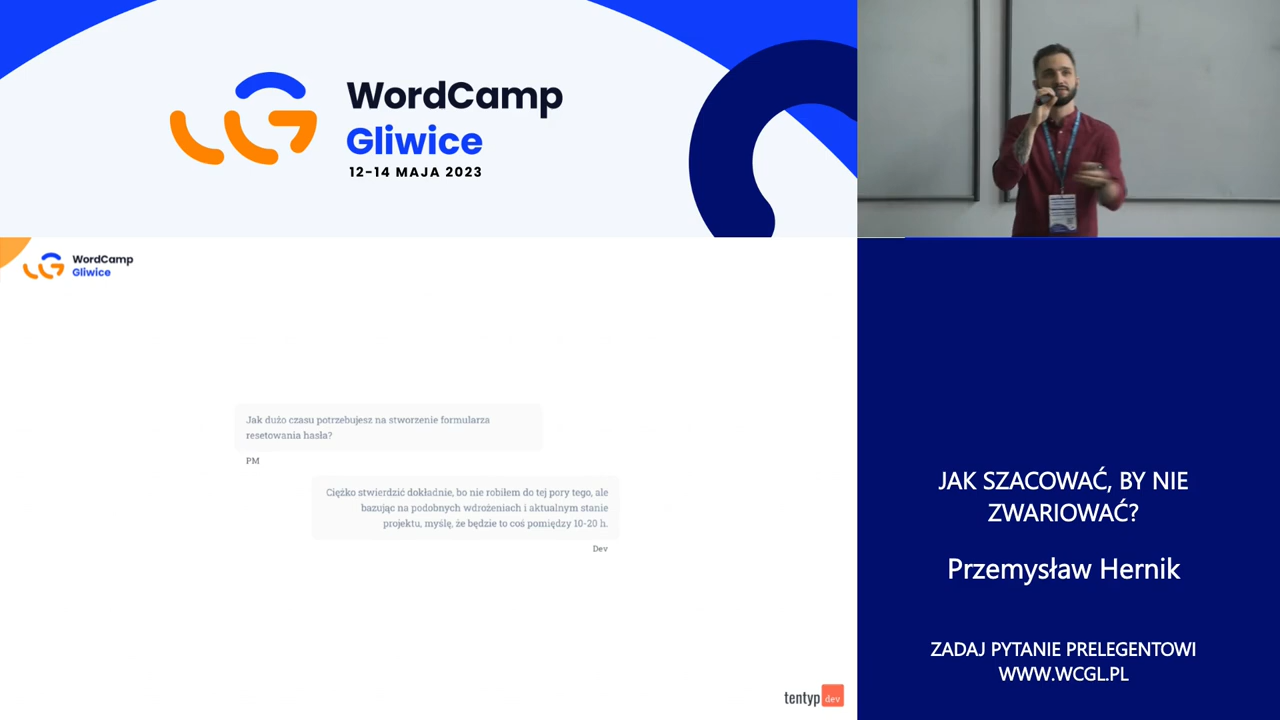 WordCamp
Gliwice
12-14 MAJA 2023
WordCamp
Gliwice
Jak dużo czasu potrzebujesz na stworzenie formularza
resetowania hasła?
PM
Ciężko stwierdzić dokładnie, bo nie robiłem do tej pory tego, ale
bazując na podobnych wdrożeniach i aktualnym stanie
projektu, myślę, że będzie to coś pomiędzy 10-20 h.
Dev
tentyp dev
JAK SZACOWAĆ, BY NIE
ZWARIOWAĆ?
Przemysław Hernik
ZADAJ PYTANIE PRELEGENTOWI
WWW.WCGL.PL